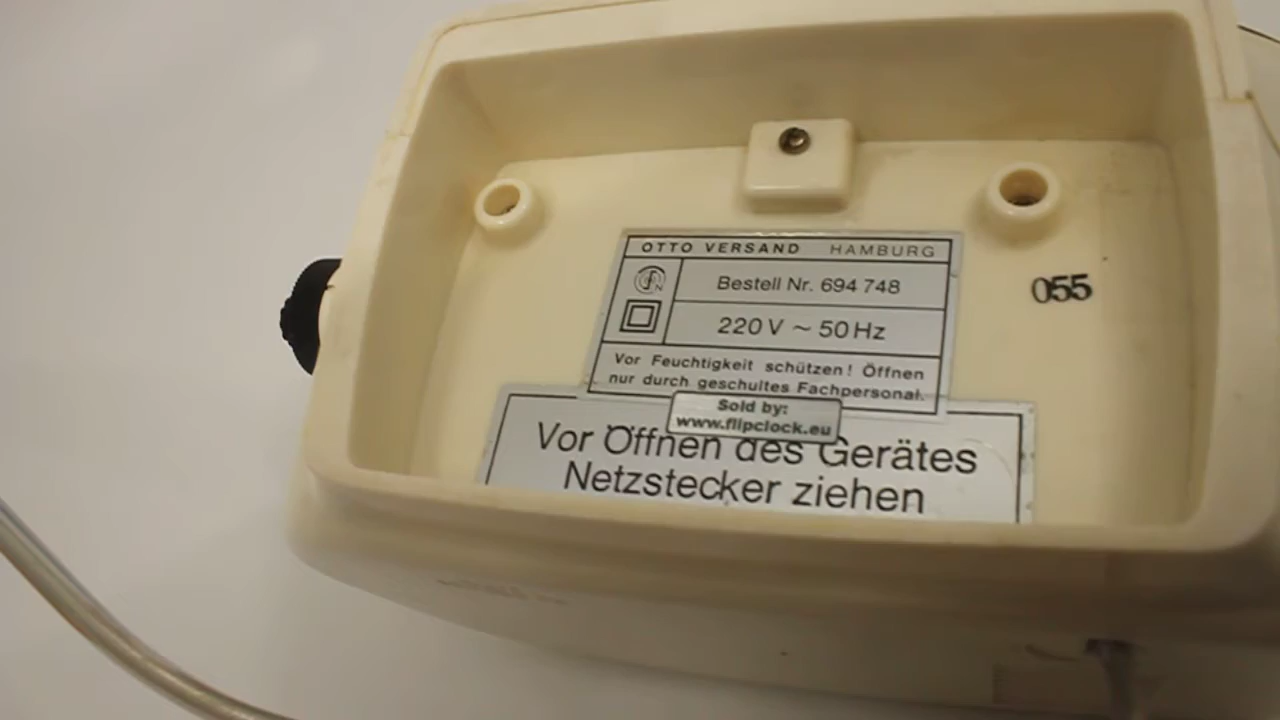 OTTO VERSAND HAMBURG
Bestell Nr. 694 748
220 V ~ 50 Hz
Vor Feuchtigkeit schützen! Öffnen
nur durch geschultes Fachpersonal.
055
Sold by:
www.flipclock.eu
Vor Öffnen des Gerätes
Netzstecker ziehen